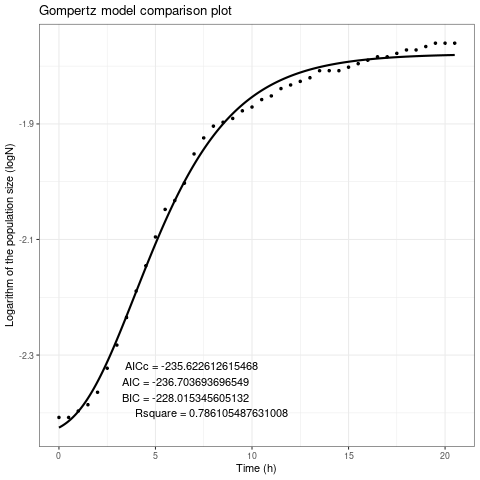 Gompertz model comparison plot
Logarithm of the population size (logN)
-1.9
-2.1
-2.3
AICc = -235.622612615468
AIC = -236.703693696549
BIC = -228.015345605132
Rsquare = 0.786105487631008
0 5 10 15 20
Time (h)